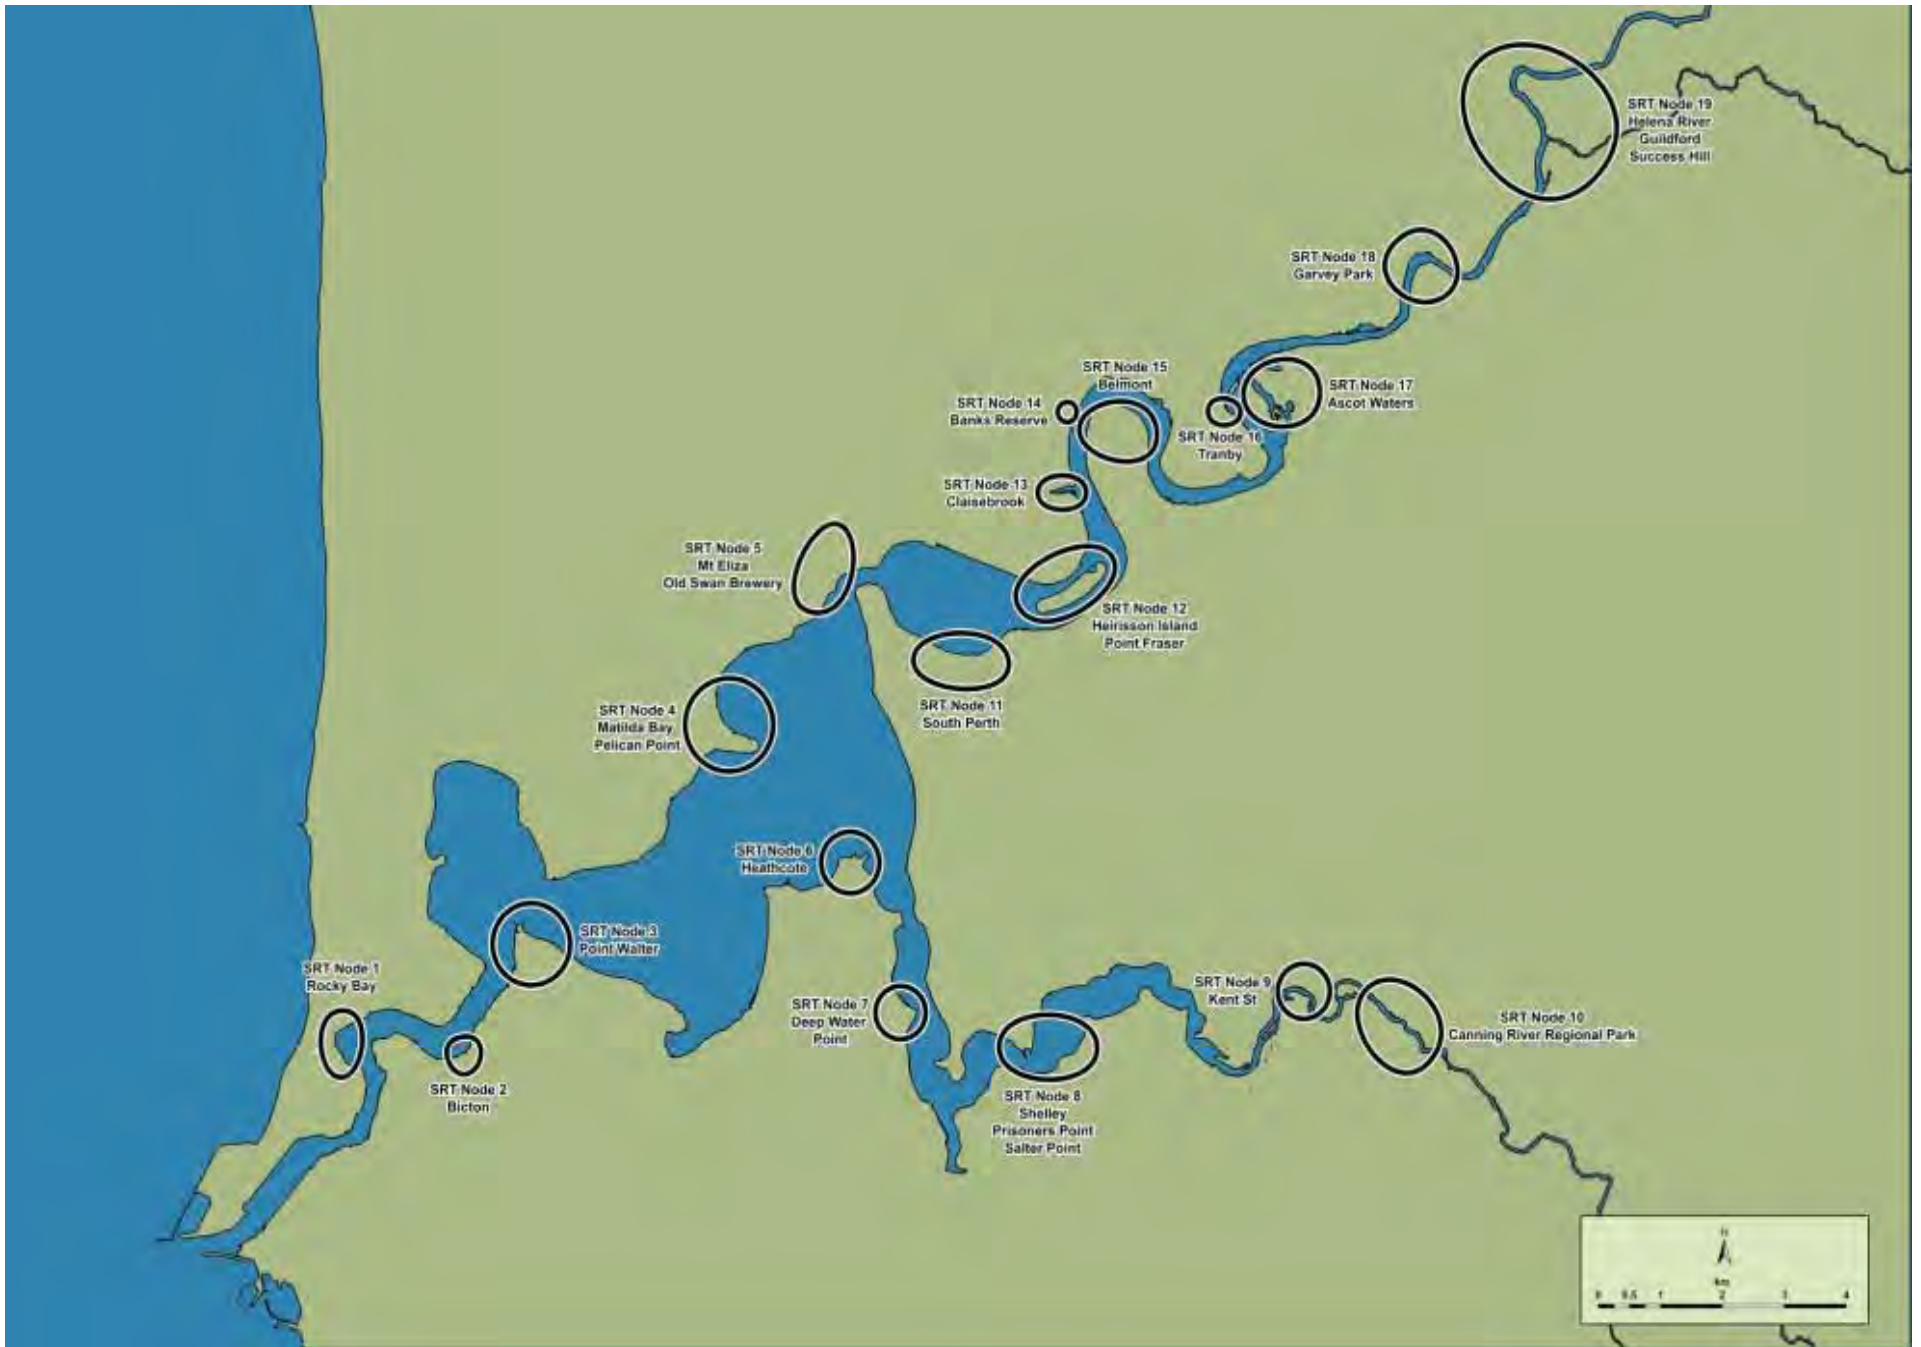 SRT Node 19
Helena River
Guildford
Success Hill
SRT Node 18
Garvey Park
SRT Node 15
Belmont
SRT Node 17
Ascot Waters
SRT Node 14
Banks Reserve
SRT Node 16
Tranby
SRT Node 13
Claisebrook
SRT Node 5
Mt Eliza
Old Swan Brewery
SRT Node 12
Heirisson Island
Point Fraser
SRT Node 11
South Perth
SRT Node 4
Matilda Bay
Pelican Point
SRT Node 6
Heathcote
SRT Node 3
Point Walter
SRT Node 1
Rocky Bay
SRT Node 9
Kent St
SRT Node 7
Deep Water
Point
SRT Node 10
Canning River Regional Park
SRT Node 2
Bicton
SRT Node 8
Shelley
Prisoners Point
Salter Point
N
km
0 0.5 1 2 3 4